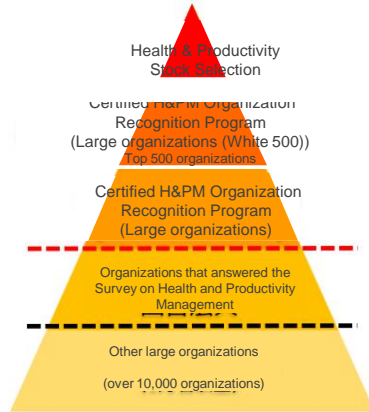 Health & Productivity
Stock Selection
Certified H&PM Organization
Recognition Program
(Large organizations (White 500))
Top 500 organizations
Certified H&PM Organization
Recognition Program
(Large organizations)
Organizations that answered the
Survey on Health and Productivity
Management
Other large organizations
(over 10,000 organizations)